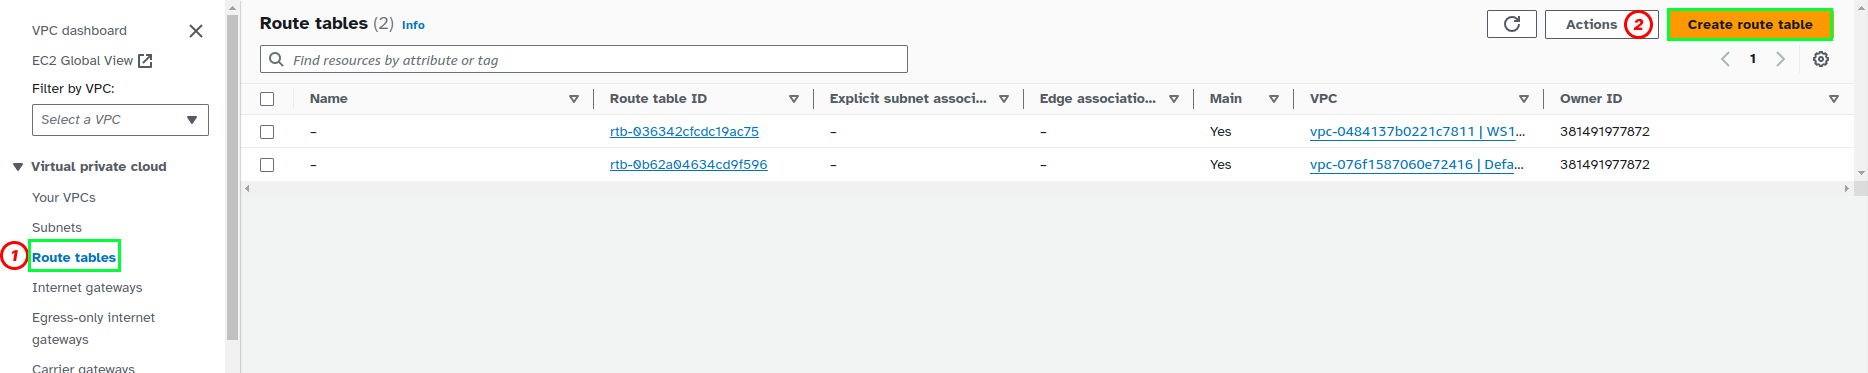 VPC dashboard
EC2 Global View
Filter by VPC:
Select a VPC
Virtual private cloud
Your VPCs
Subnets
1 Route tables
Internet gateways
Egress-only internet
gateways
Carrier gateways
Route tables (2) Info
Actions 2 Create route table
Find resources by attribute or tag
1
Name Route table ID Explicit subnet associ... Edge associatio... Main VPC Owner ID
– rtb-036342cfcdc19ac75 – – Yes vpc-0484137b0221c7811 | WS1... 381491977872
– rtb-0b62a04634cd9f596 – – Yes vpc-076f1587060e72416 | Defa... 381491977872